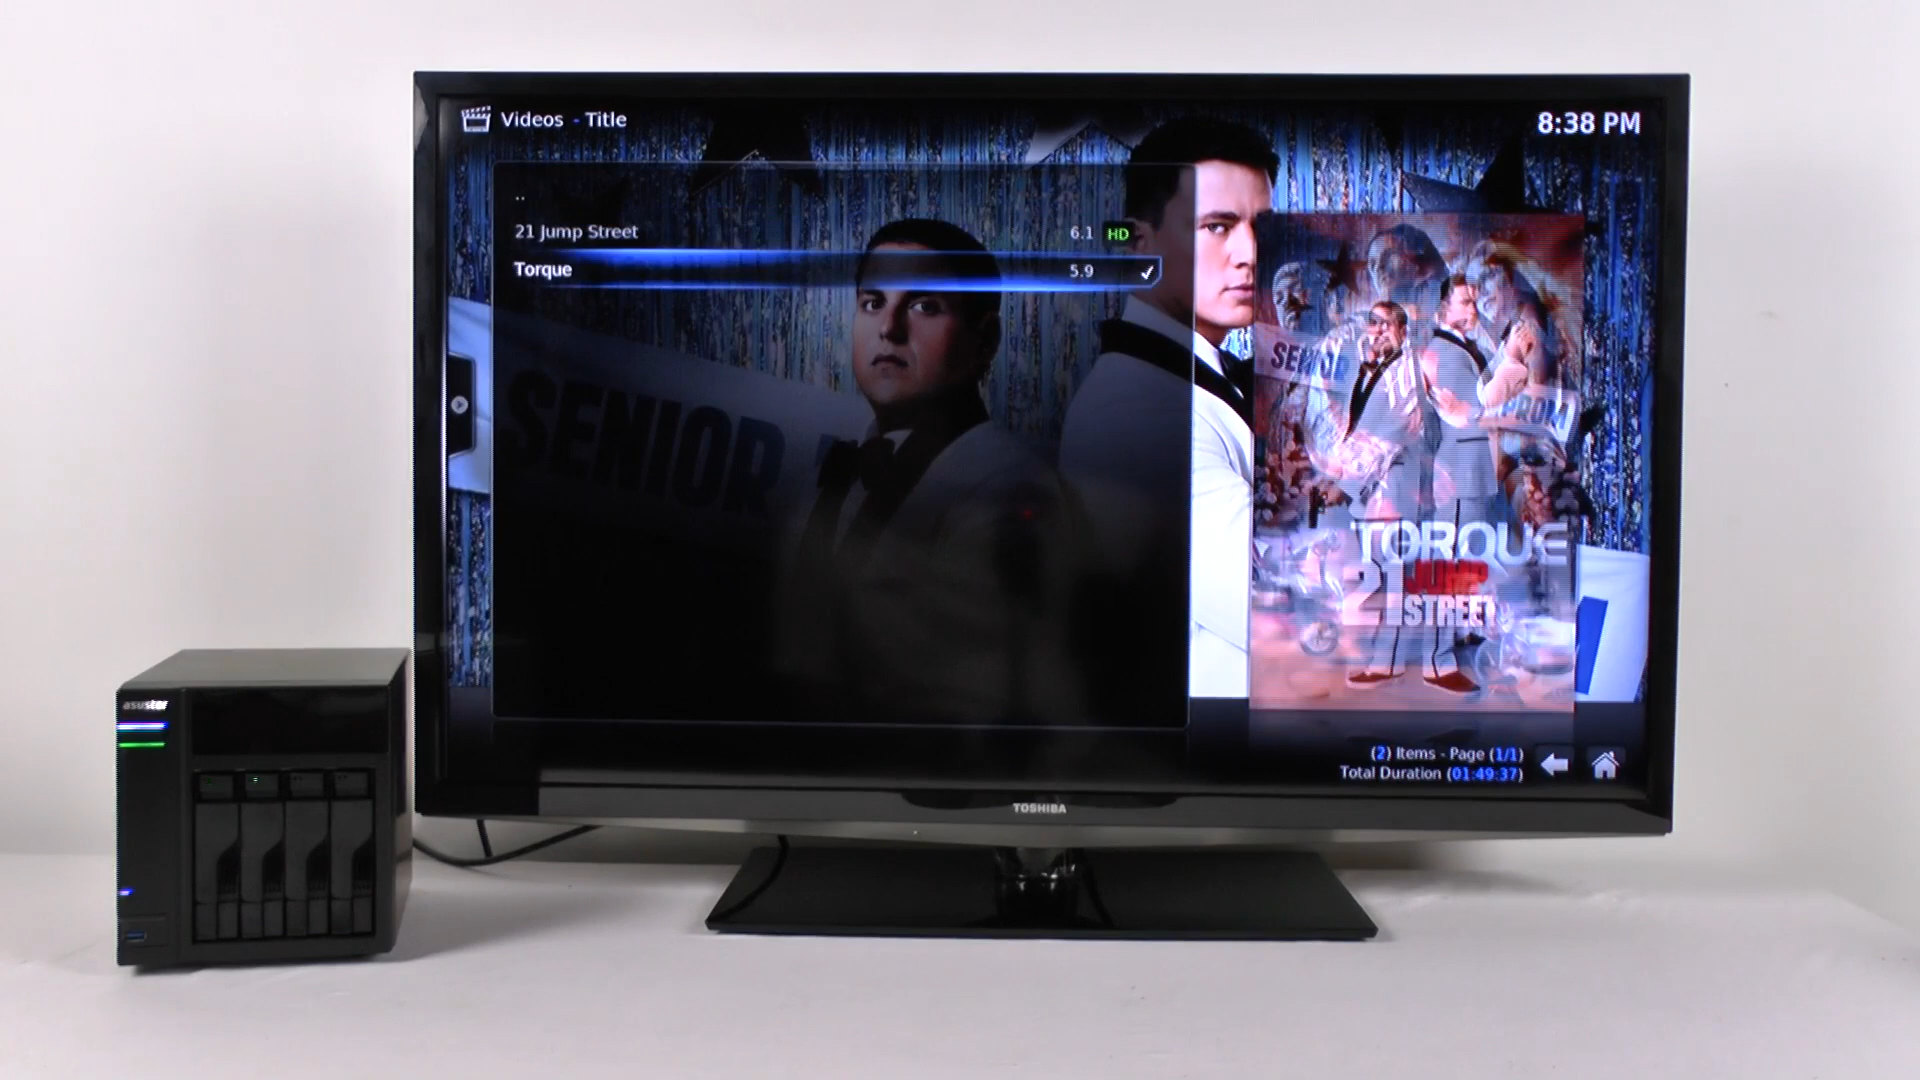 Videos - Title
8:38 PM
..
21 Jump Street 6.1 HD
Torque 5.9
SENIOR
SENIOR
PROM
TORQUE
21 JUMP
STREET
(2) Items - Page (1/1)
Total Duration (01:49:37)
TOSHIBA
asustor